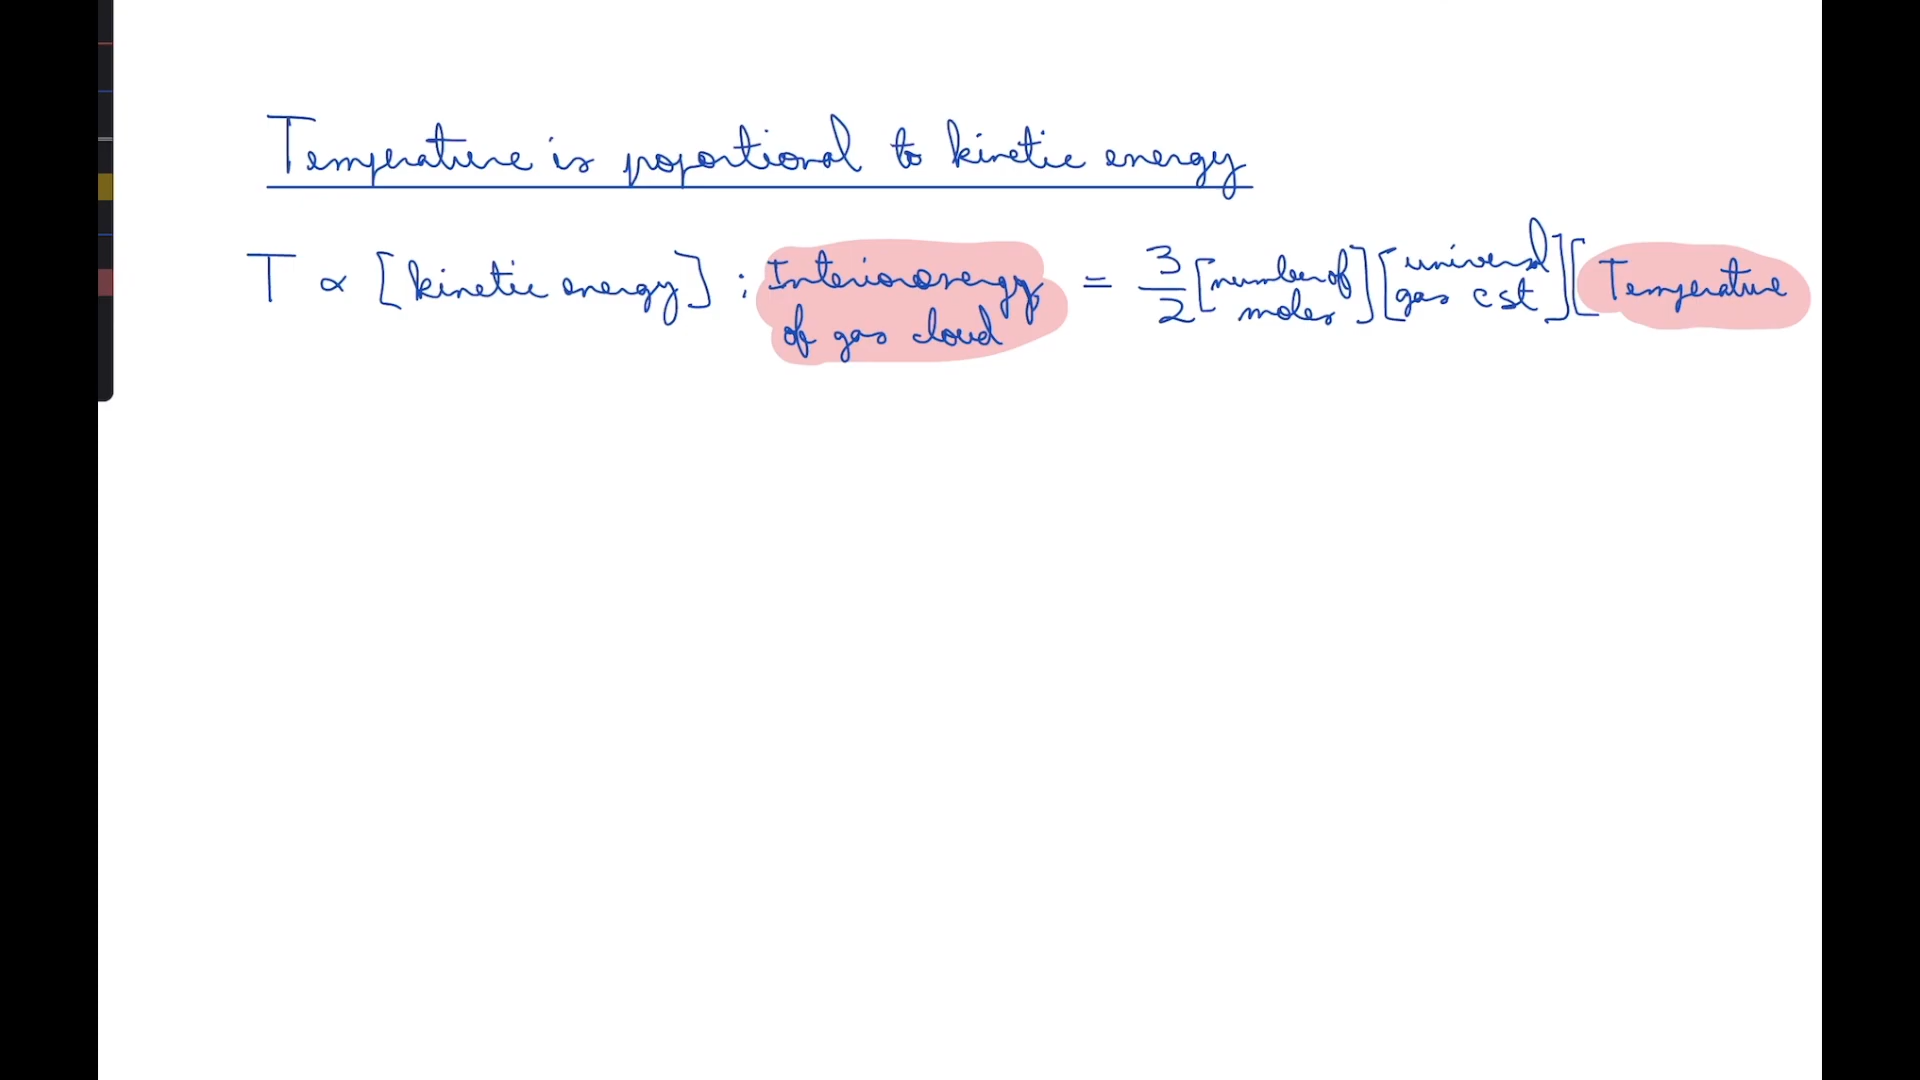 Temperature is proportional to kinetic energy
T ∝ [kinetic energy] ; Interior energy of gas cloud = 3/2 [number of moles] [universal gas cst] [Temperature